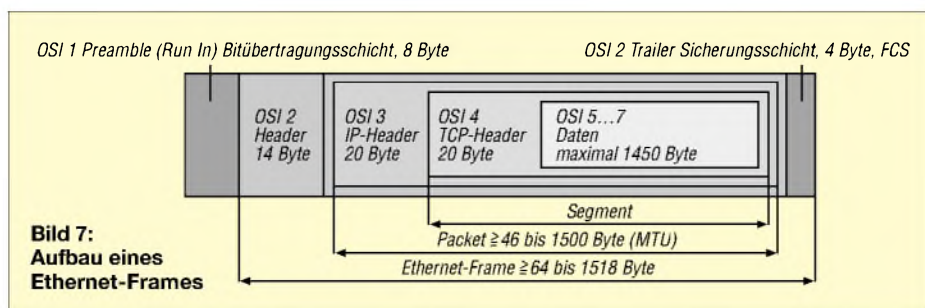 OSI 1 Preamble (Run In) Bitübertragungsschicht, 8 Byte
OSI 2 Trailer Sicherungsschicht, 4 Byte, FCS
OSI 2
Header
14 Byte
OSI 3
IP-Header
20 Byte
OSI 4
TCP-Header
20 Byte
OSI 5...7
Daten
maximal 1450 Byte
Segment
Packet ≧46 bis 1500 Byte (MTU)
Ethernet-Frame ≧64 bis 1518 Byte
Bild 7:
Aufbau eines
Ethernet-Frames